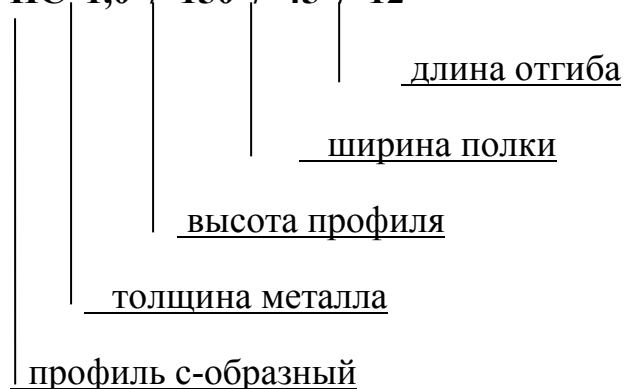 длина отгиба
ширина полки
высота профиля
толщина металла
профиль с-образный